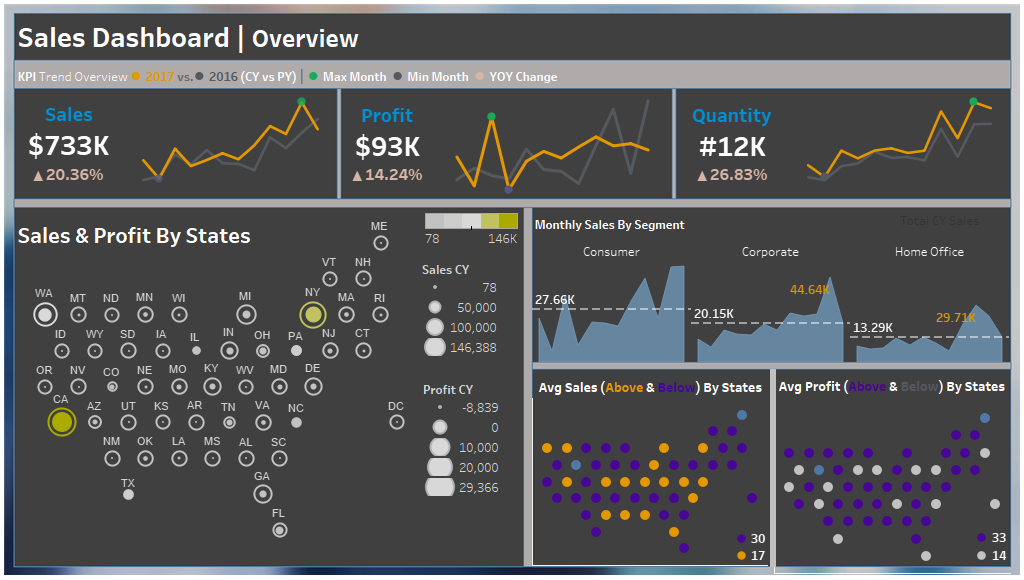 Sales Dashboard | Overview
KPI Trend Overview 2017 vs. 2016 (CY vs PY) | Max Month Min Month YOY Change
Sales
$733K
▲20.36%
Profit
$93K
▲14.24%
Quantity
#12K
▲26.83%
Sales & Profit By States
ME
VT NH
WA MT ND MN WI MI NY MA RI
ID WY SD IA IL IN OH PA NJ CT
OR NV CO NE MO KY WV MD DE
CA AZ UT KS AR TN VA NC DC
NM OK LA MS AL SC
TX GA
FL
78 146K
Sales CY
78
50,000
100,000
146,388
Profit CY
-8,839
0
10,000
20,000
29,366
Total CY Sales
Monthly Sales By Segment
Consumer Corporate Home Office
27.66K
44.64K
20.15K
29.71K
13.29K
Avg Sales (Above & Below) By States
30
17
Avg Profit (Above & Below) By States
33
14